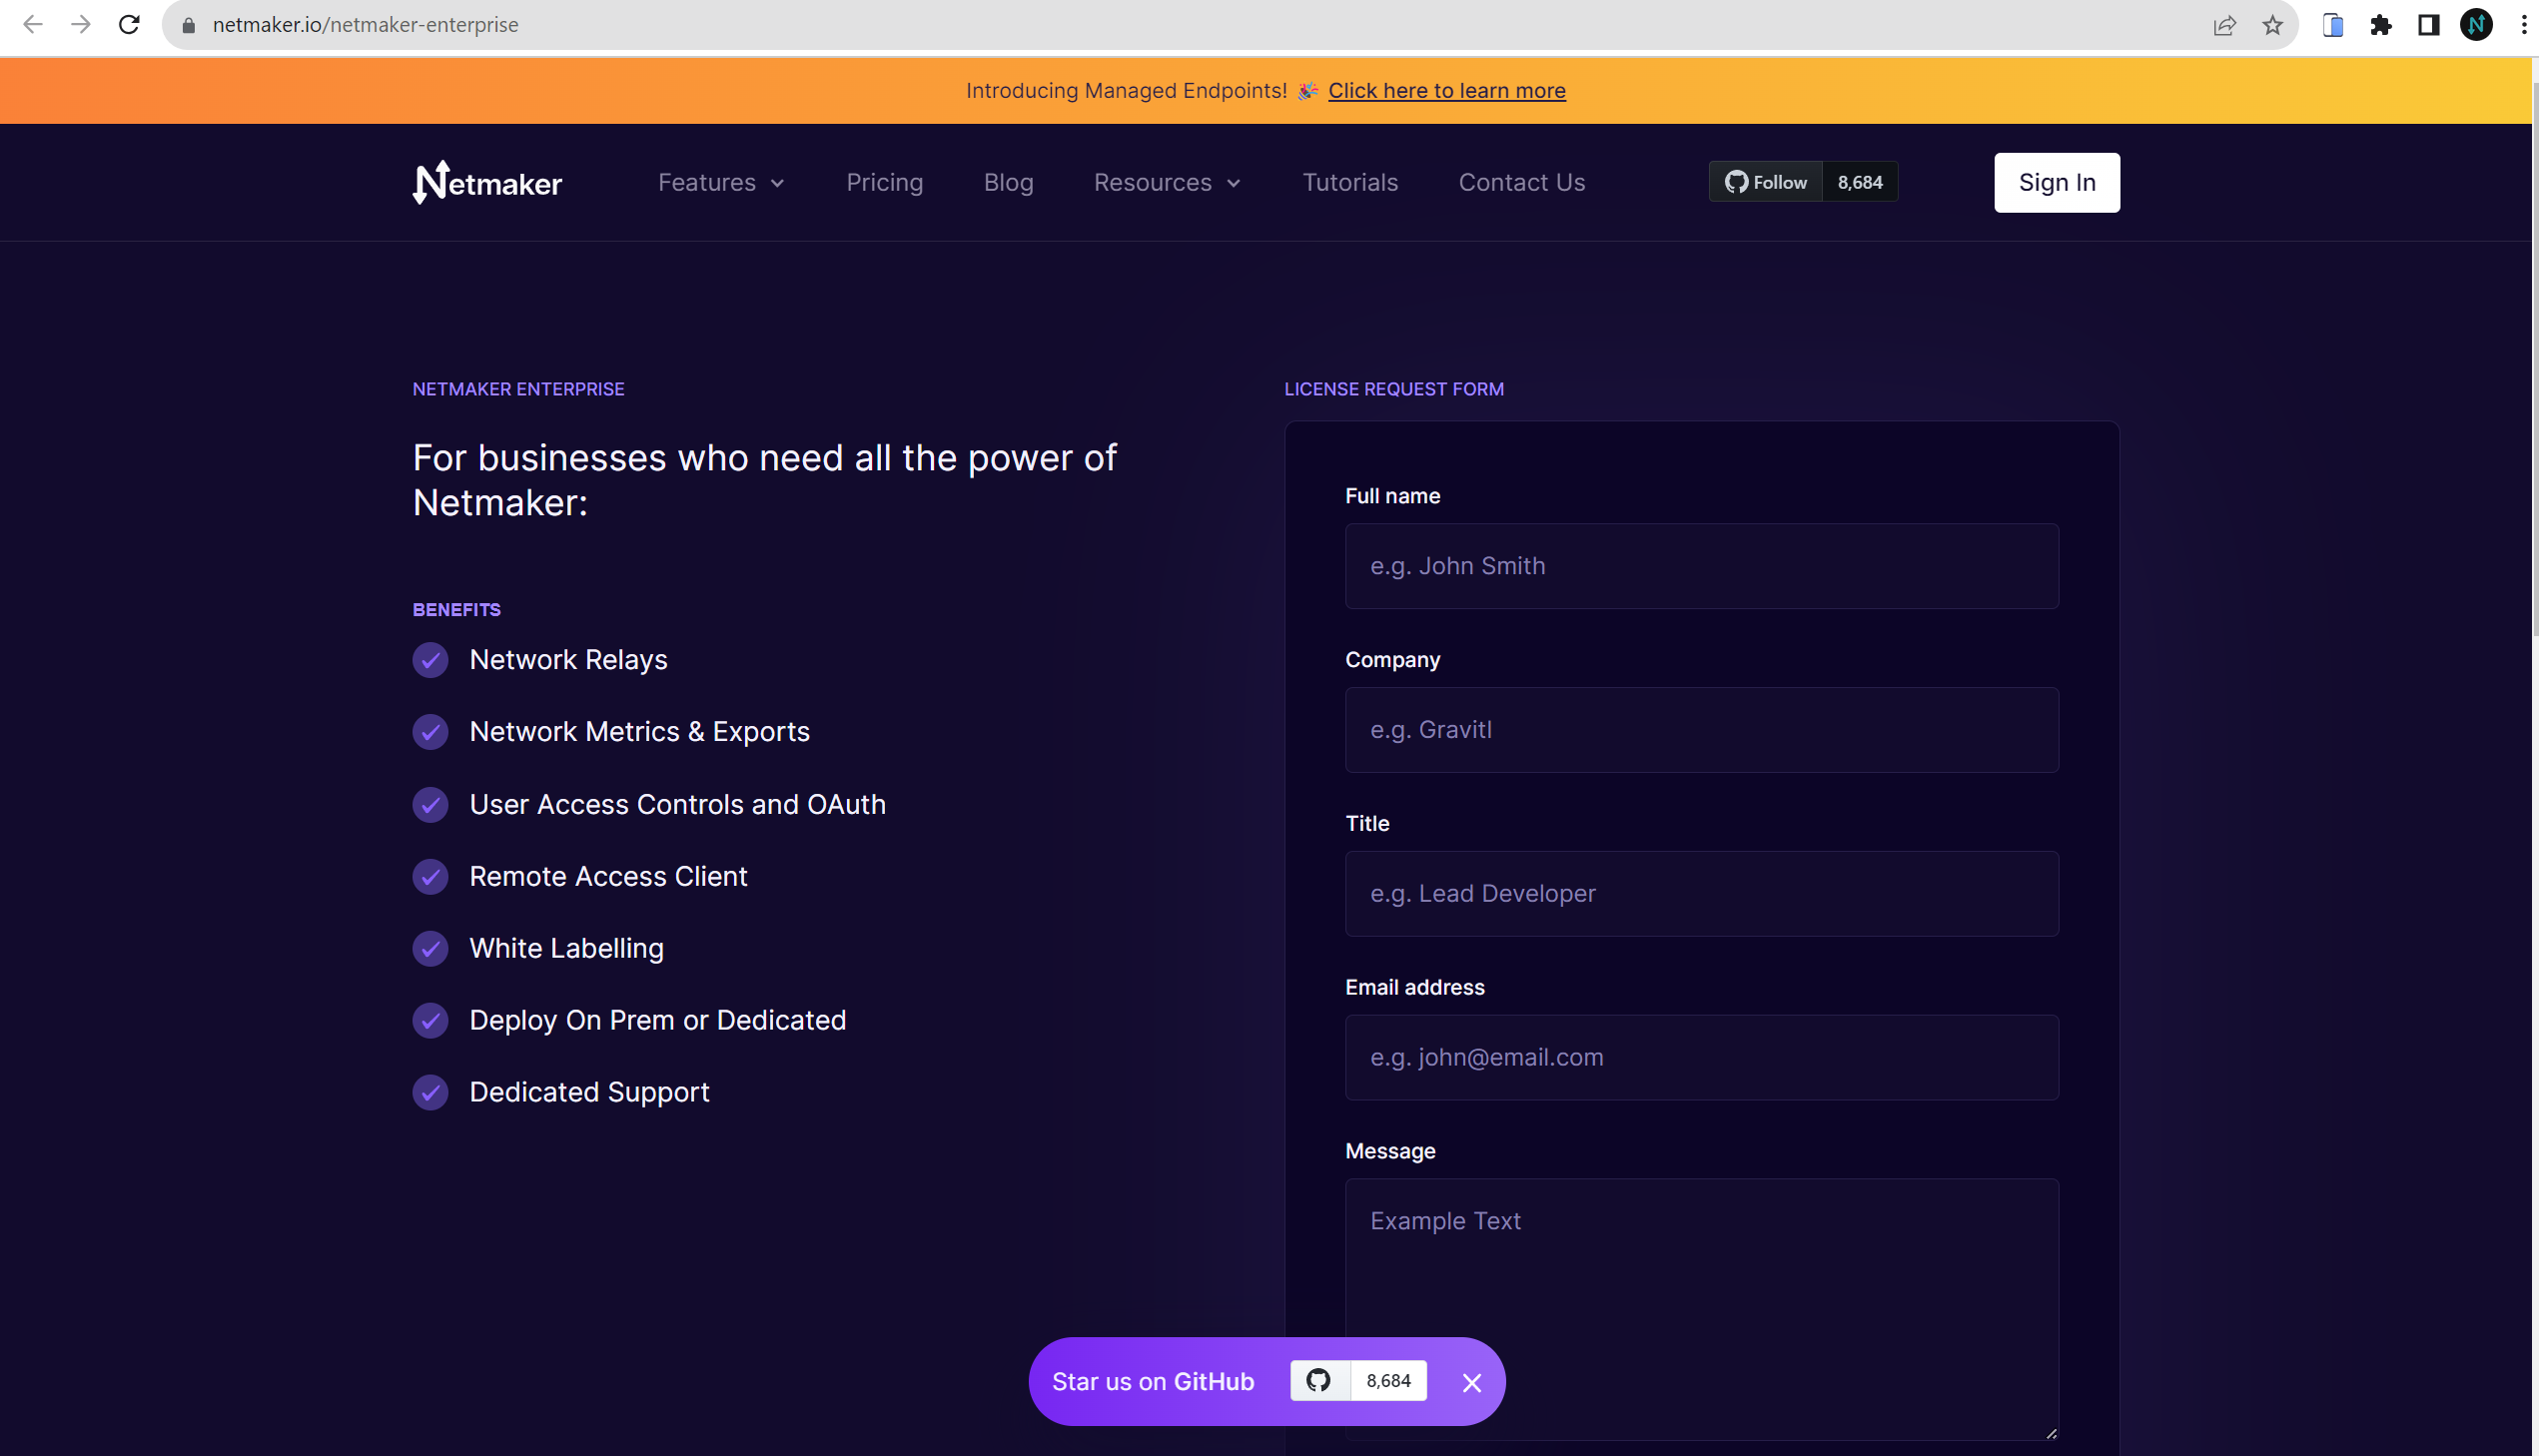 netmaker.io/netmaker-enterprise
Introducing Managed Endpoints! 🎉 Click here to learn more
Netmaker
Features
Pricing
Blog
Resources
Tutorials
Contact Us
Follow
8,684
Sign In
NETMAKER ENTERPRISE
For businesses who need all the power of
Netmaker:
BENEFITS
Network Relays
Network Metrics & Exports
User Access Controls and OAuth
Remote Access Client
White Labelling
Deploy On Prem or Dedicated
Dedicated Support
LICENSE REQUEST FORM
Full name
e.g. John Smith
Company
e.g. Gravitl
Title
e.g. Lead Developer
Email address
e.g. john@email.com
Message
Example Text
Star us on GitHub
8,684